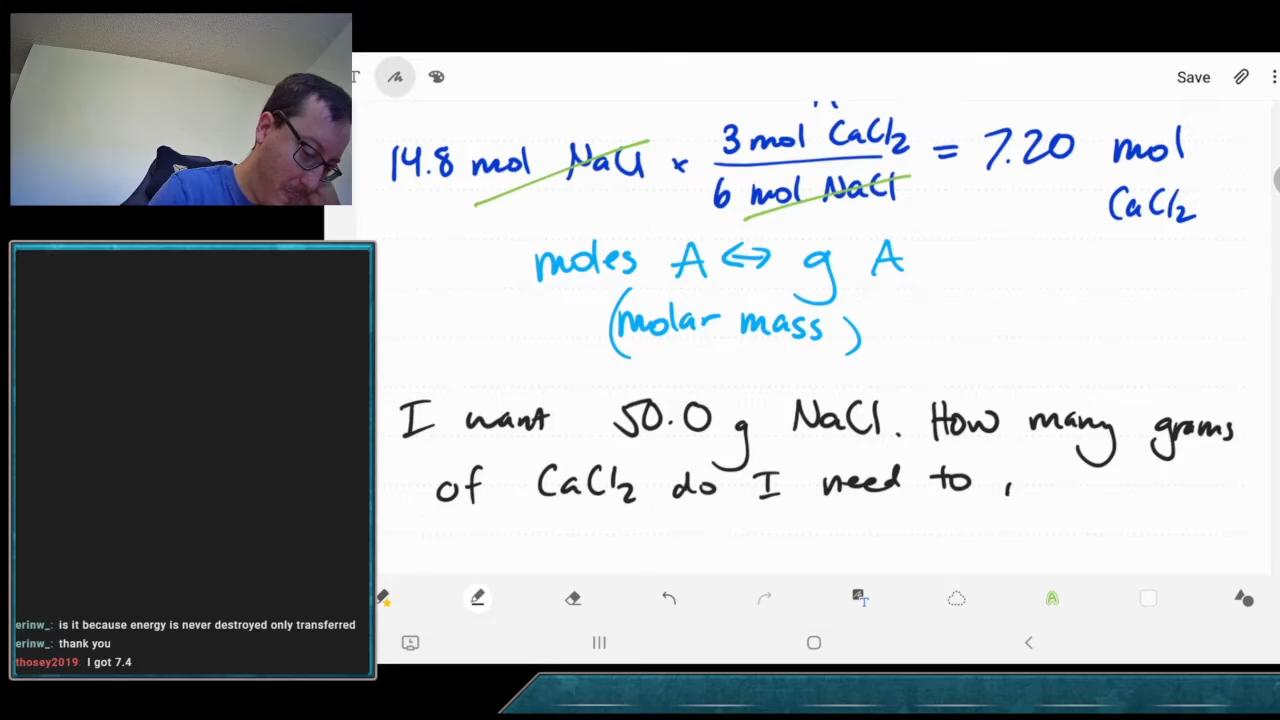 Save
14.8 mol NaCl × 3 mol CaCl2 / 6 mol NaCl = 7.20 mol CaCl2
moles A ↔ g A
(molar mass)
I want 50.0 g NaCl. How many grams
of CaCl2 do I need to
erinw_: is it because energy is never destroyed only transferred
erinw_: thank you
thosey2019: I got 7.4